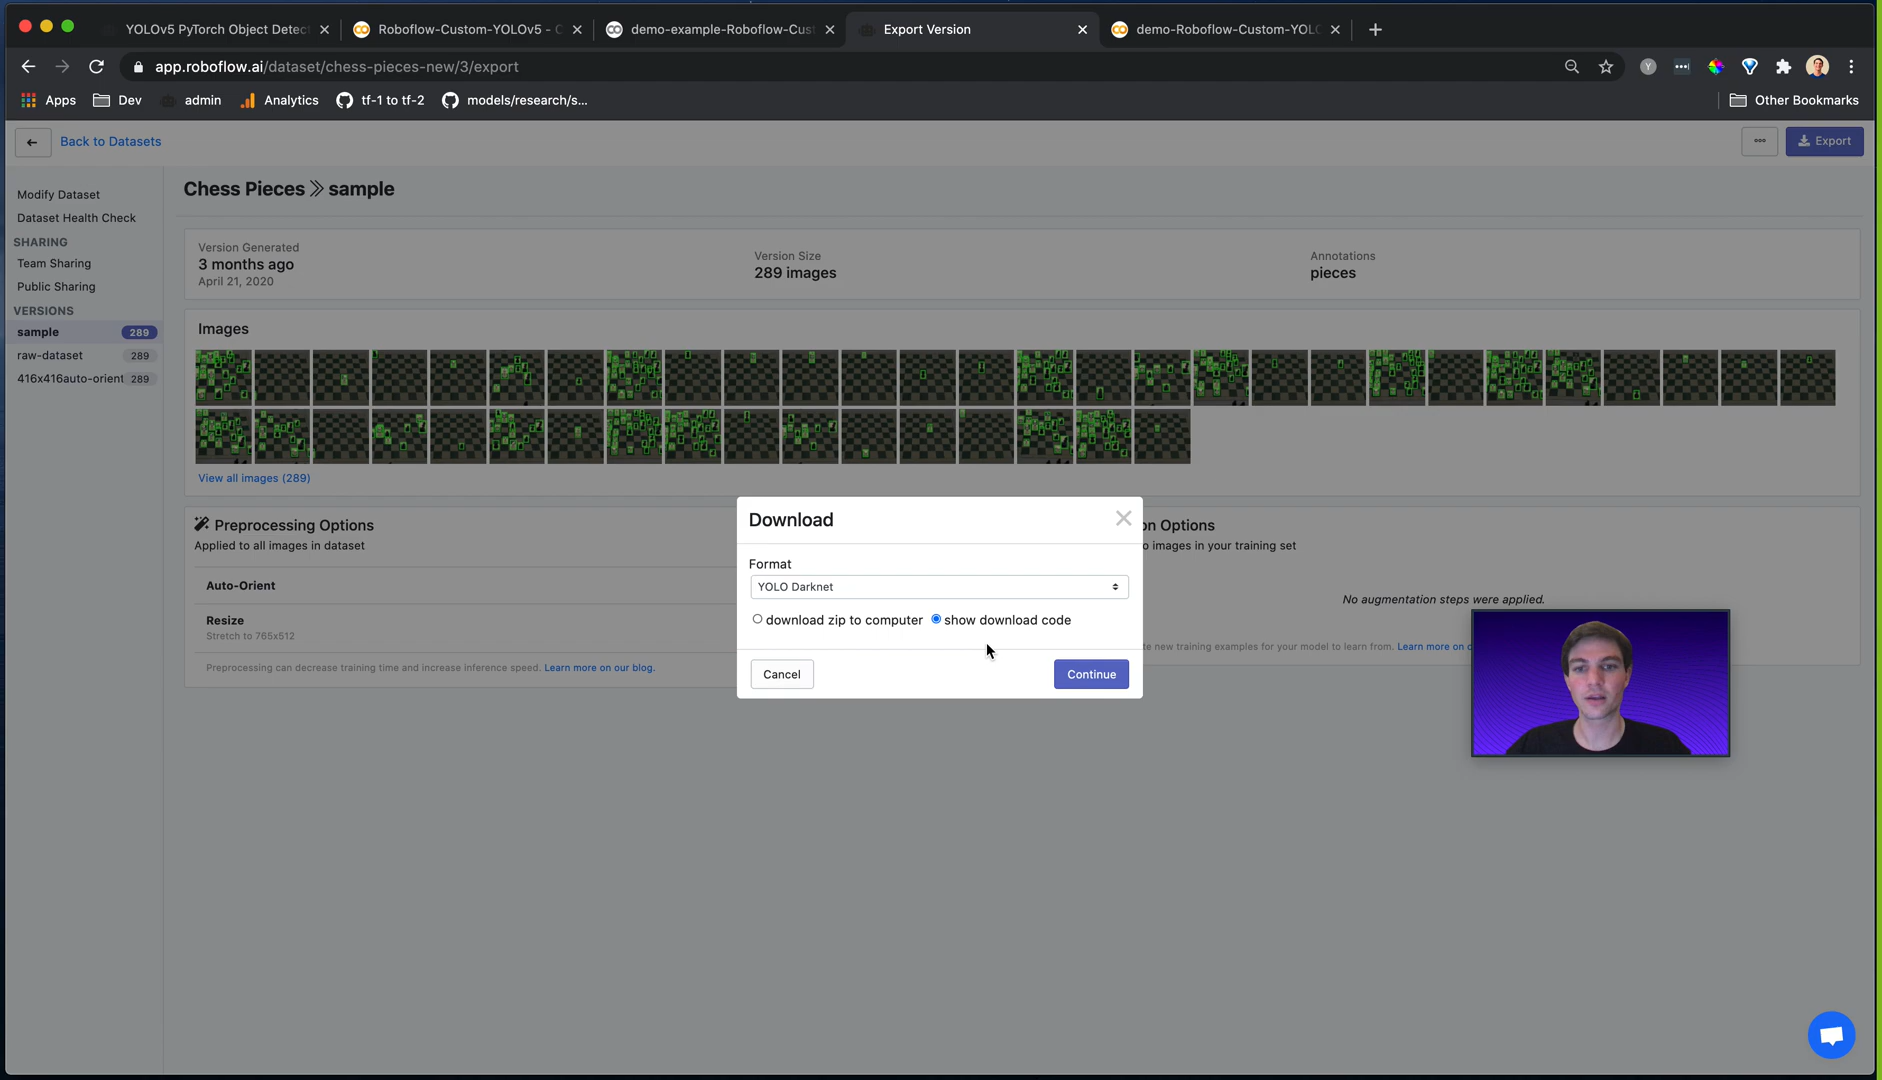 YOLOv5 PyTorch Object Detect
Roboflow-Custom-YOLOv5 - C
demo-example-Roboflow-Cust
Export Version
demo-Roboflow-Custom-YOLO
app.roboflow.ai/dataset/chess-pieces-new/3/export
Y
Apps
Dev
admin
Analytics
tf-1 to tf-2
models/research/s...
Other Bookmarks
Back to Datasets
Export
Modify Dataset
Dataset Health Check
SHARING
Team Sharing
Public Sharing
VERSIONS
sample 289
raw-dataset 289
416x416auto-orient 289
Chess Pieces » sample
Version Generated
3 months ago
April 21, 2020
Version Size
289 images
Annotations
pieces
Images
View all images (289)
Preprocessing Options
Applied to all images in dataset
Auto-Orient
Resize
Stretch to 765x512
Preprocessing can decrease training time and increase inference speed. Learn more on our blog.
on Options
o images in your training set
No augmentation steps were applied.
te new training examples for your model to learn from. Learn more on
Download
Format
YOLO Darknet
download zip to computer show download code
Cancel
Continue